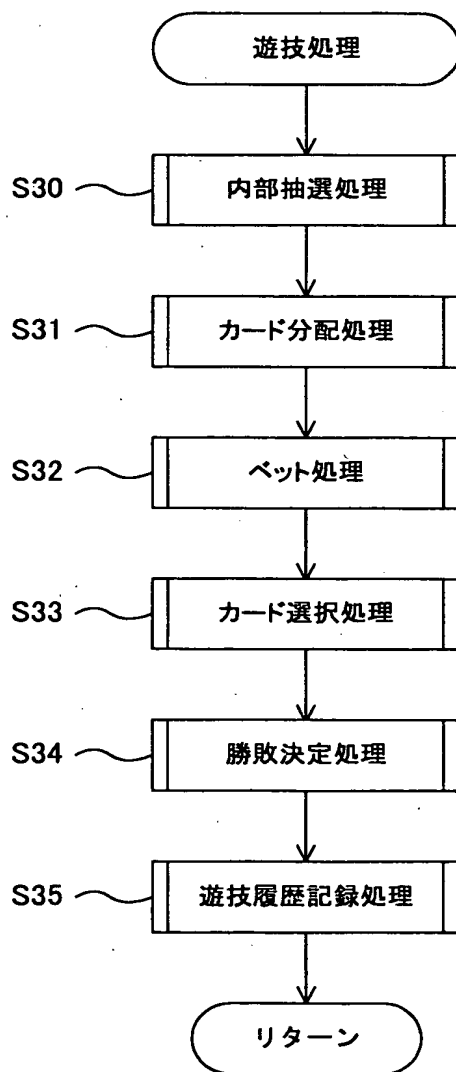 遊技処理
S30 内部抽選処理
S31 カード分配処理
S32 ベット処理
S33 カード選択処理
S34 勝敗決定処理
S35 遊技履歴記録処理
リターン